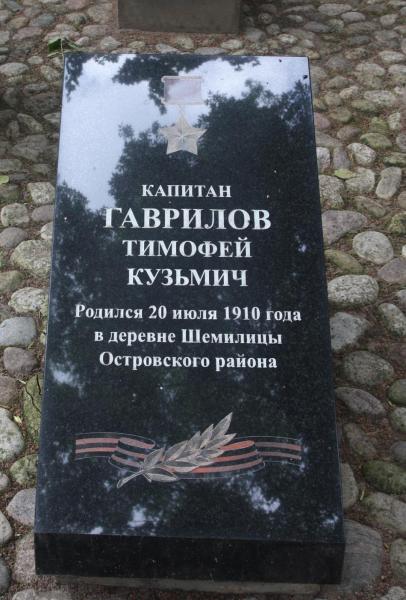 КАПИТАН
ГАВРИЛОВ
ТИМОФЕЙ
КУЗЬМИЧ
Родился 20 июля 1910 года
в деревне Шемилицы
Островского района